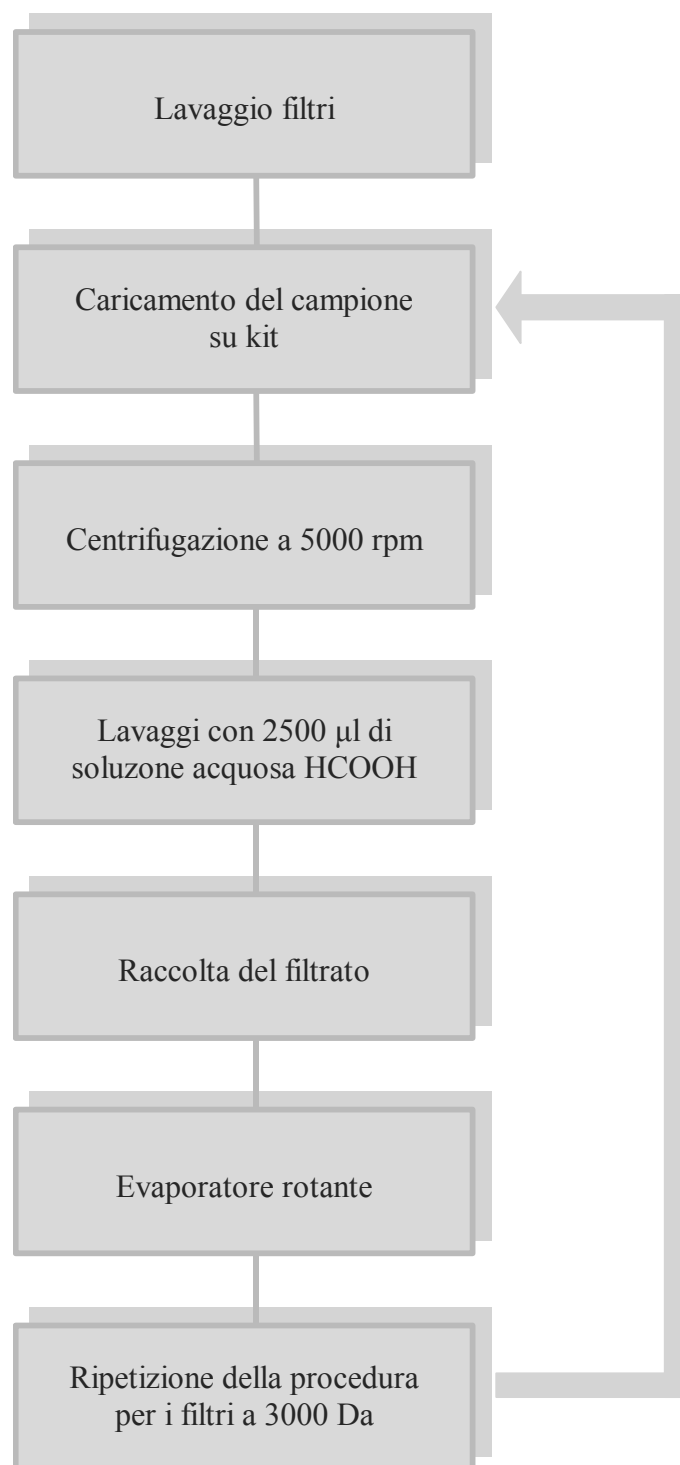 Lavaggio filtri
Caricamento del campione
su kit
Centrifugazione a 5000 rpm
Lavaggi con 2500 µl di
soluzone acquosa HCOOH
Raccolta del filtrato
Evaporatore rotante
Ripetizione della procedura
per i filtri a 3000 Da